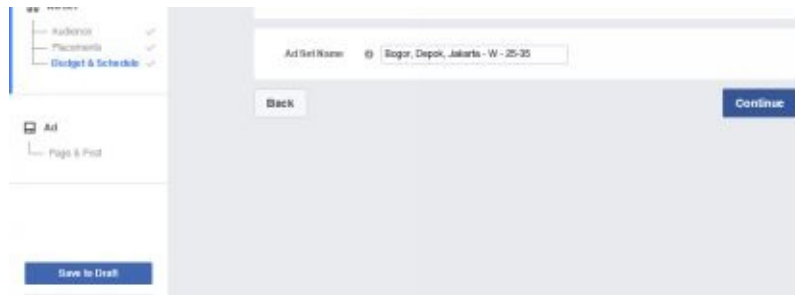 Audience
Placements
Budget & Schedule
Ad
Page & Post
Save to Draft
Ad Set Name
Bogor, Depok, Jakarta - W - 25-35
Back
Continue